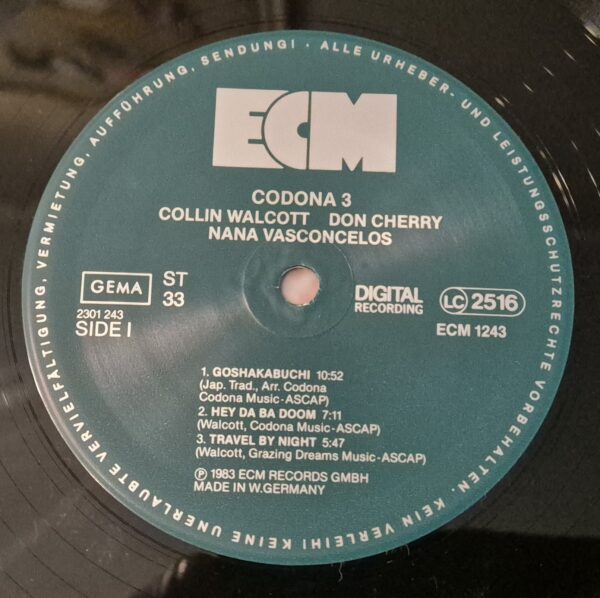 ALLE URHEBER- UND LEISTUNGSSCHUTZRECHTE VORBEHALTEN. KEIN VERLEIH! KEINE UNERLAUBTE VERVIELFÄLTIGUNG, VERMIETUNG, AUFFÜHRUNG, SENDUNG! ·
ECM
CODONA 3
COLLIN WALCOTT DON CHERRY
NANA VASCONCELOS
GEMA
ST
33
DIGITAL
RECORDING
LC 2516
2301 243
SIDE I
ECM 1243
1. GOSHAKABUCHI 10:52
(Jap. Trad., Arr. Codona
Codona Music-ASCAP)
2. HEY DA BA DOOM 7:11
(Walcott, Codona Music-ASCAP)
3. TRAVEL BY NIGHT 5:47
(Walcott, Grazing Dreams Music-ASCAP)
Ⓟ 1983 ECM RECORDS GMBH
MADE IN W.GERMANY